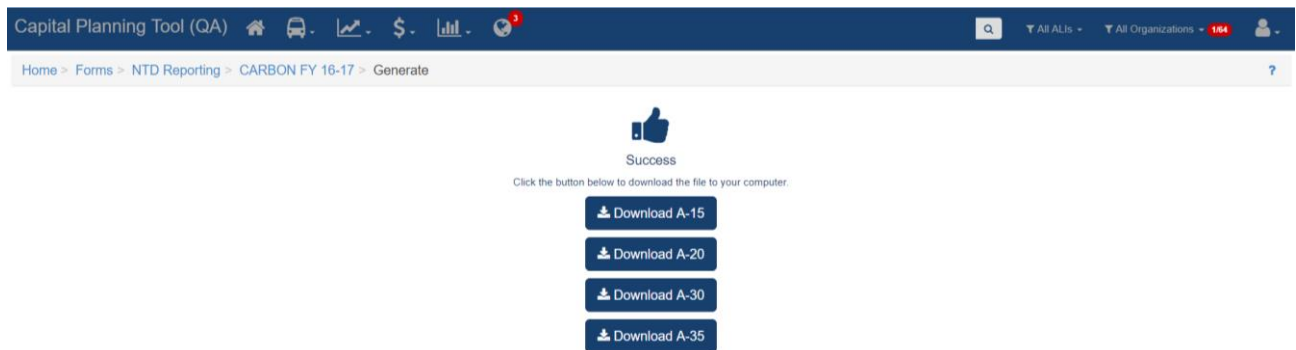 Capital Planning Tool (QA) 3 All ALIs All Organizations 1/64
Home > Forms > NTD Reporting > CARBON FY 16-17 > Generate ?
Success
Click the button below to download the file to your computer.
Download A-15
Download A-20
Download A-30
Download A-35